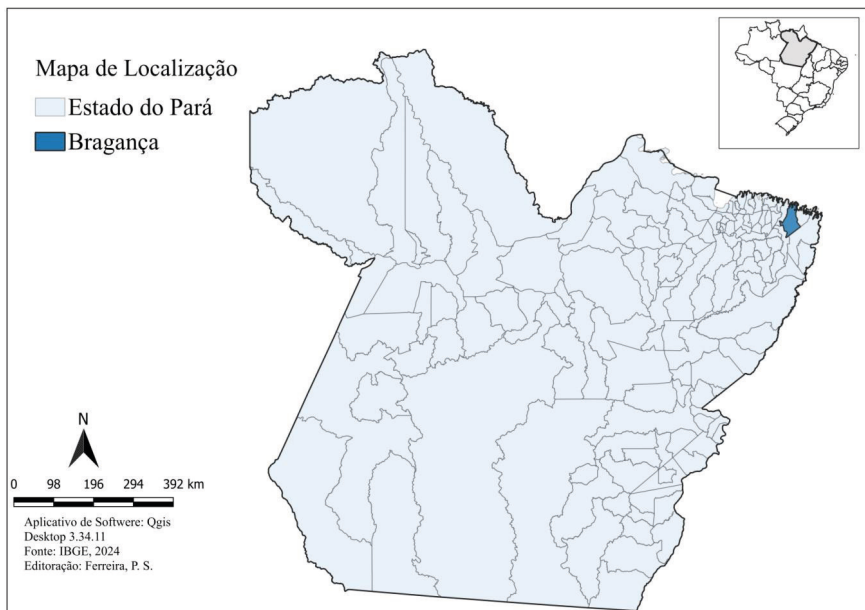 Mapa de Localização
Estado do Pará
Bragança
N
0 98 196 294 392 km
Aplicativo de Softwere: Qgis
Desktop 3.34.11
Fonte: IBGE, 2024
Editoração: Ferreira, P. S.